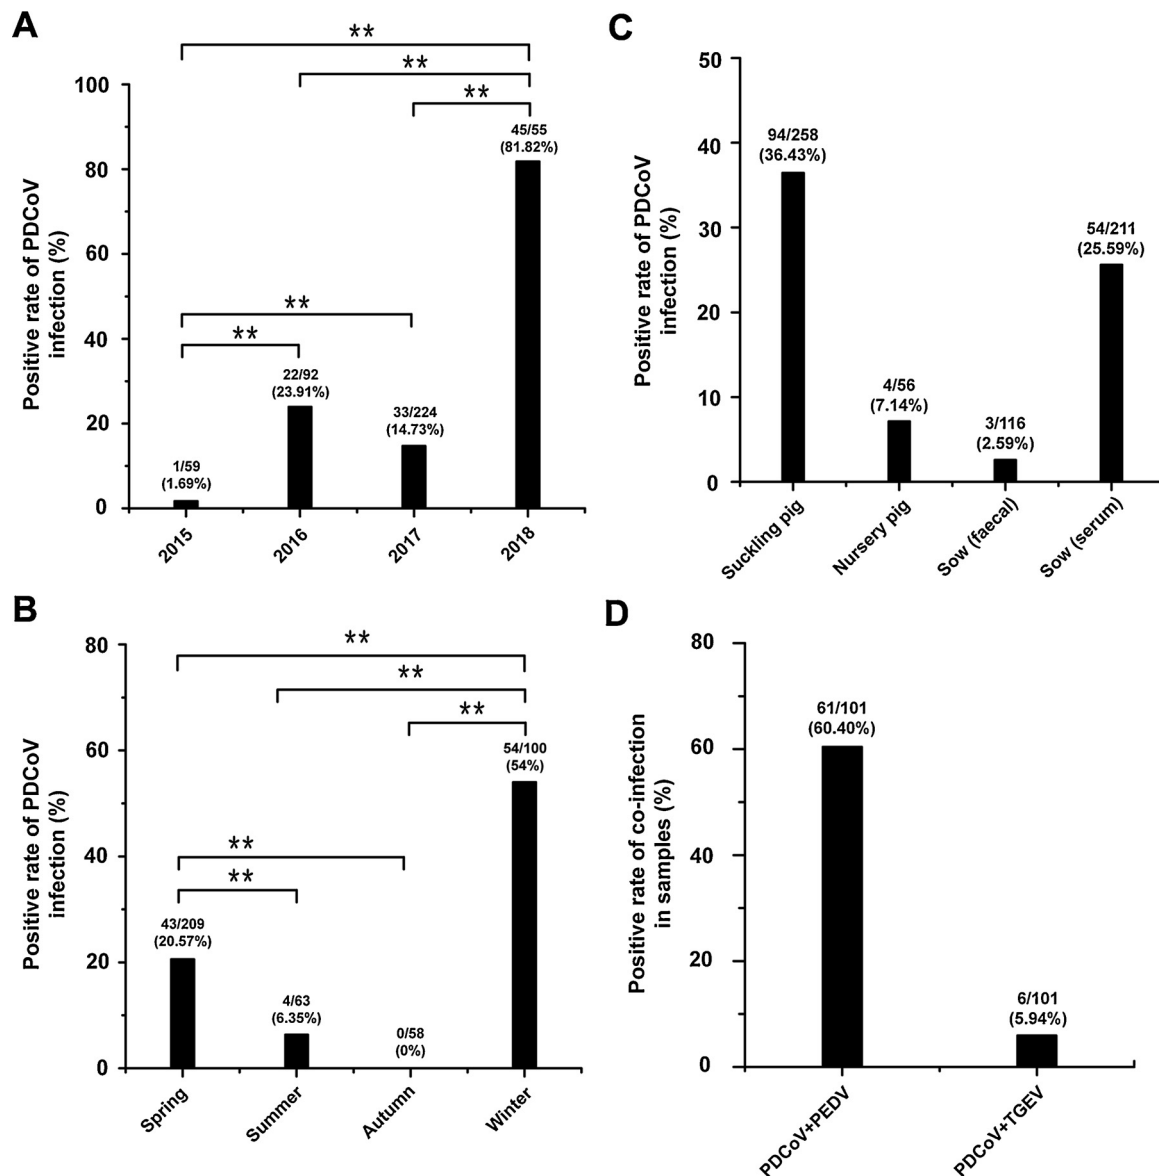 A
Positive rate of PDCoV
infection (%)
100
80
60
40
20
0
**
**
**
**
**
1/59
(1.69%)
22/92
(23.91%)
33/224
(14.73%)
45/55
(81.82%)
2015
2016
2017
2018
C
Positive rate of PDCoV
infection (%)
50
40
30
20
10
0
94/258
(36.43%)
4/56
(7.14%)
3/116
(2.59%)
54/211
(25.59%)
Suckling pig
Nursery pig
Sow (faecal)
Sow (serum)
B
Positive rate of PDCoV
infection (%)
80
60
40
20
0
**
**
**
**
**
43/209
(20.57%)
4/63
(6.35%)
0/58
(0%)
54/100
(54%)
Spring
Summer
Autumn
Winter
D
Positive rate of co-infection
in samples (%)
80
60
40
20
0
61/101
(60.40%)
6/101
(5.94%)
PDCoV+PEDV
PDCoV+TGEV